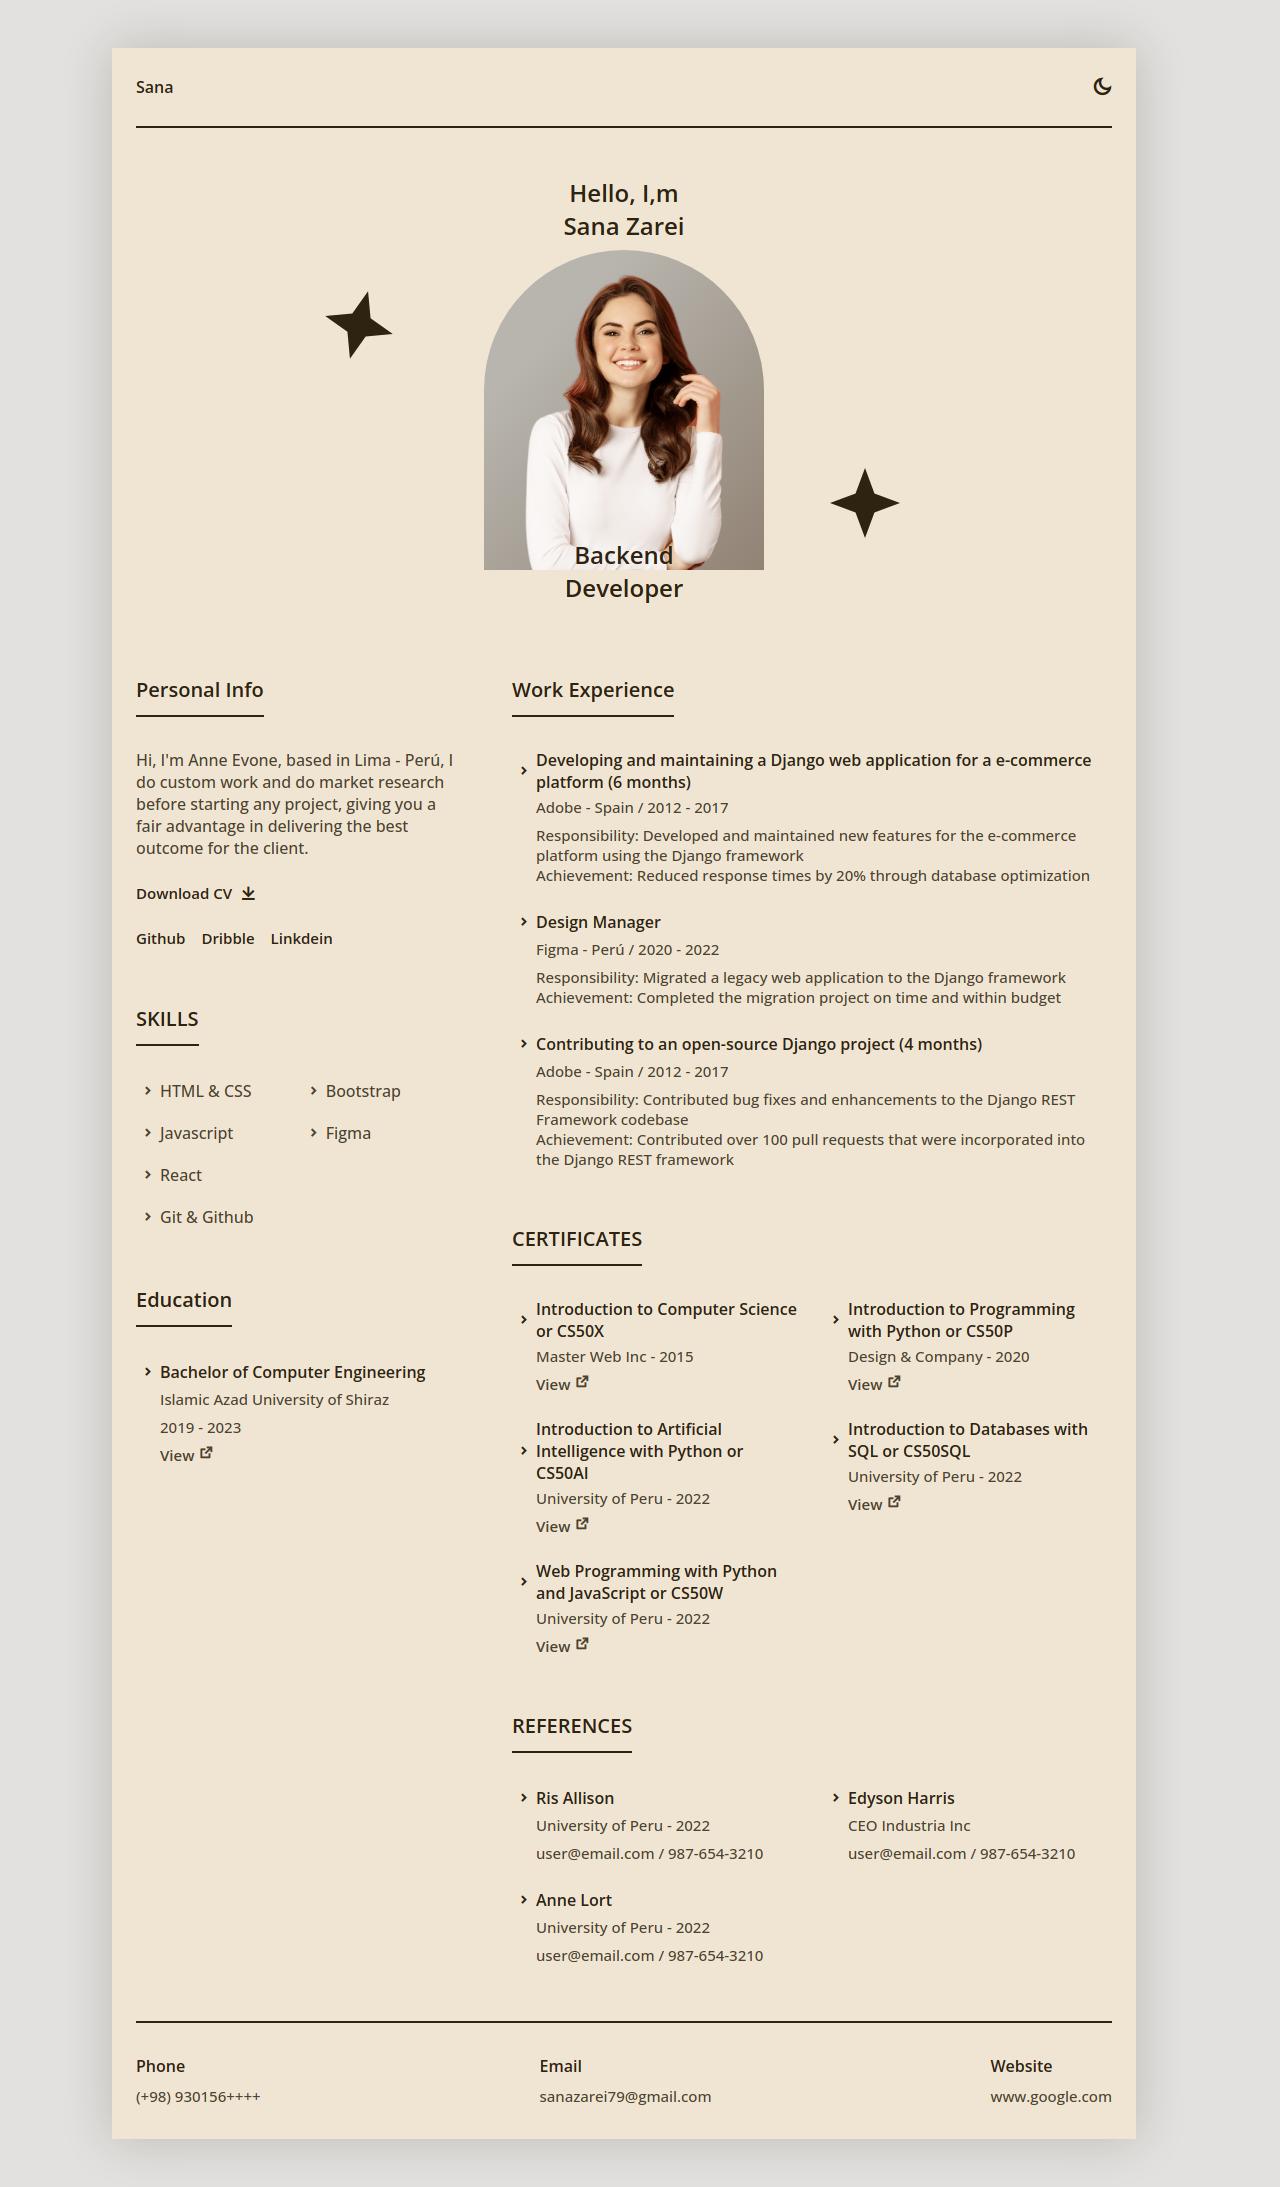 Sana
Hello, I,m
Sana Zarei
Backend
Developer
Personal Info
Hi, I'm Anne Evone, based in Lima - Perú, I
do custom work and do market research
before starting any project, giving you a
fair advantage in delivering the best
outcome for the client.
Download CV
Github Dribble Linkdein
SKILLS
HTML & CSS
Javascript
React
Git & Github
Bootstrap
Figma
Education
Bachelor of Computer Engineering
Islamic Azad University of Shiraz
2019 - 2023
View
Work Experience
Developing and maintaining a Django web application for a e-commerce
platform (6 months)
Adobe - Spain / 2012 - 2017
Responsibility: Developed and maintained new features for the e-commerce
platform using the Django framework
Achievement: Reduced response times by 20% through database optimization
Design Manager
Figma - Perú / 2020 - 2022
Responsibility: Migrated a legacy web application to the Django framework
Achievement: Completed the migration project on time and within budget
Contributing to an open-source Django project (4 months)
Adobe - Spain / 2012 - 2017
Responsibility: Contributed bug fixes and enhancements to the Django REST
Framework codebase
Achievement: Contributed over 100 pull requests that were incorporated into
the Django REST framework
CERTIFICATES
Introduction to Computer Science
or CS50X
Master Web Inc - 2015
View
Introduction to Programming
with Python or CS50P
Design & Company - 2020
View
Introduction to Artificial
Intelligence with Python or
CS50AI
University of Peru - 2022
View
Introduction to Databases with
SQL or CS50SQL
University of Peru - 2022
View
Web Programming with Python
and JavaScript or CS50W
University of Peru - 2022
View
REFERENCES
Ris Allison
University of Peru - 2022
user@email.com / 987-654-3210
Edyson Harris
CEO Industria Inc
user@email.com / 987-654-3210
Anne Lort
University of Peru - 2022
user@email.com / 987-654-3210
Phone
(+98) 930156++++
Email
sanazarei79@gmail.com
Website
www.google.com